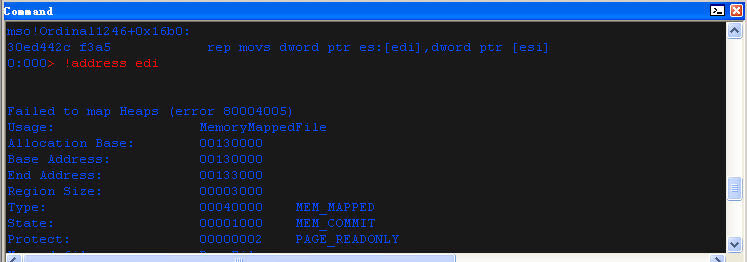 Command
mso!Ordinal1246+0x16b0:
30ed442c f3a5 rep movs dword ptr es:[edi],dword ptr [esi]
0:000> !address edi
Failed to map Heaps (error 80004005)
Usage: MemoryMappedFile
Allocation Base: 00130000
Base Address: 00130000
End Address: 00133000
Region Size: 00003000
Type: 00040000 MEM_MAPPED
State: 00001000 MEM_COMMIT
Protect: 00000002 PAGE_READONLY